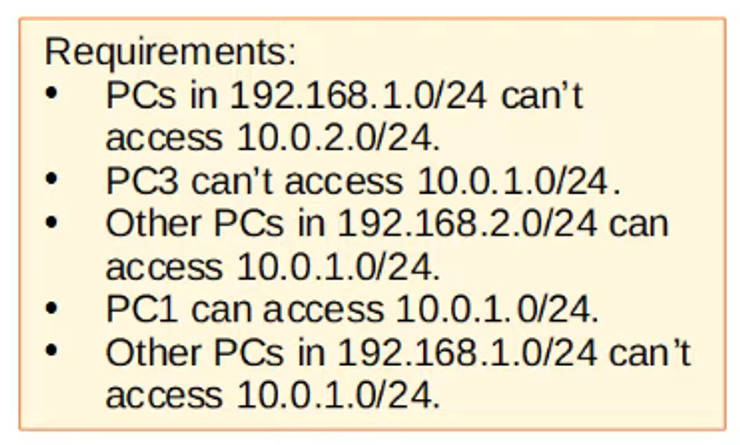 Requirements:
• PCs in 192.168.1.0/24 can’t
access 10.0.2.0/24.
• PC3 can’t access 10.0.1.0/24.
• Other PCs in 192.168.2.0/24 can
access 10.0.1.0/24.
• PC1 can access 10.0.1.0/24.
• Other PCs in 192.168.1.0/24 can’t
access 10.0.1.0/24.